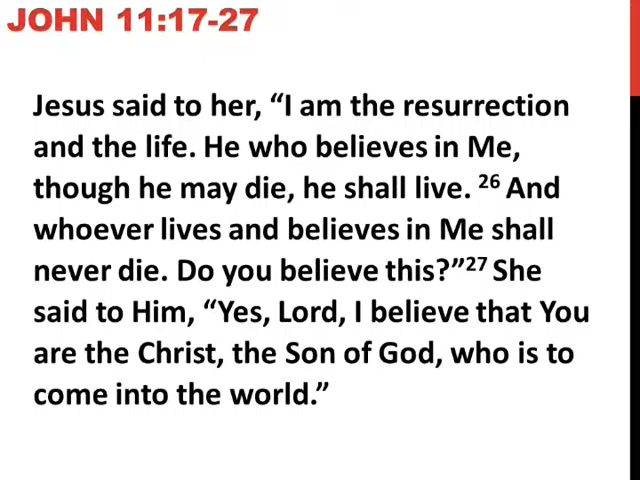 JOHN 11:17-27
Jesus said to her, “I am the resurrection
and the life. He who believes in Me,
though he may die, he shall live. 26 And
whoever lives and believes in Me shall
never die. Do you believe this?”27 She
said to Him, “Yes, Lord, I believe that You
are the Christ, the Son of God, who is to
come into the world.”